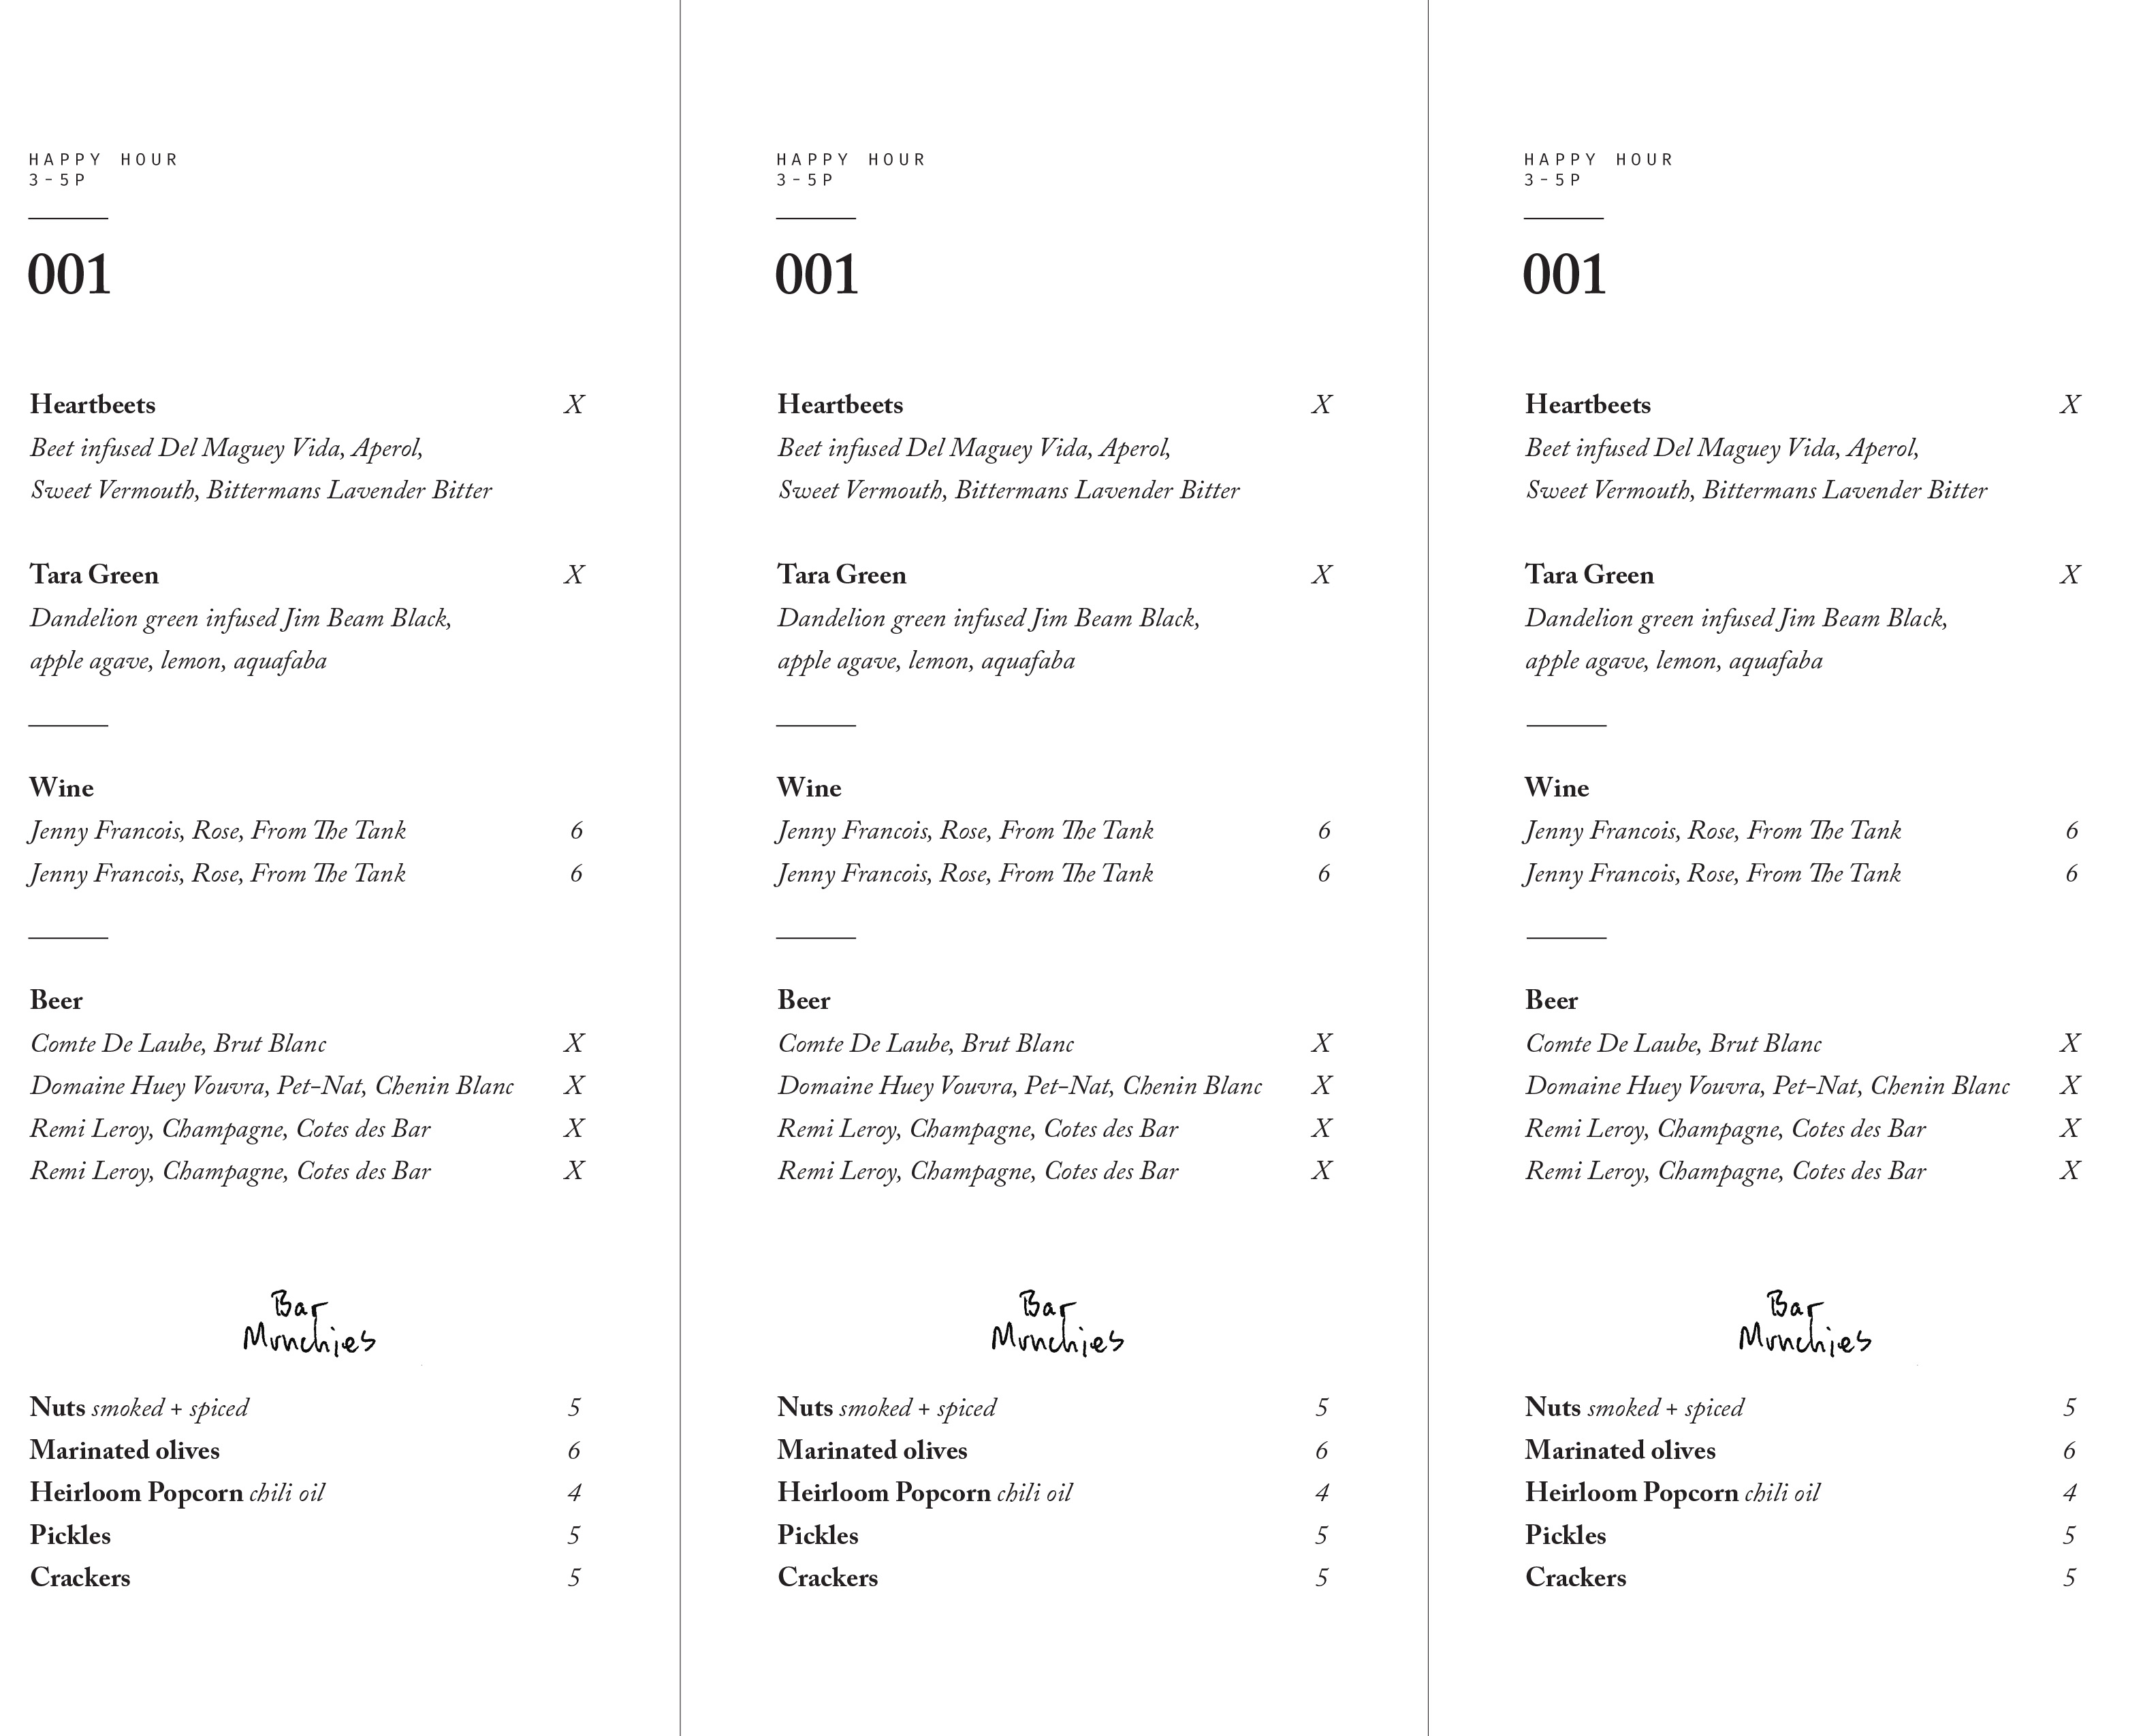 HAPPY HOUR
3-5P
001
Heartbeets X
Beet infused Del Maguey Vida, Aperol,
Sweet Vermouth, Bittermans Lavender Bitter
Tara Green X
Dandelion green infused Jim Beam Black,
apple agave, lemon, aquafaba
Wine
Jenny Francois, Rose, From The Tank 6
Jenny Francois, Rose, From The Tank 6
Beer
Comte De Laube, Brut Blanc X
Domaine Huey Vouvra, Pet-Nat, Chenin Blanc X
Remi Leroy, Champagne, Cotes des Bar X
Remi Leroy, Champagne, Cotes des Bar X
Bar
Munchies
Nuts smoked + spiced 5
Marinated olives 6
Heirloom Popcorn chili oil 4
Pickles 5
Crackers 5
HAPPY HOUR
3-5P
001
Heartbeets X
Beet infused Del Maguey Vida, Aperol,
Sweet Vermouth, Bittermans Lavender Bitter
Tara Green X
Dandelion green infused Jim Beam Black,
apple agave, lemon, aquafaba
Wine
Jenny Francois, Rose, From The Tank 6
Jenny Francois, Rose, From The Tank 6
Beer
Comte De Laube, Brut Blanc X
Domaine Huey Vouvra, Pet-Nat, Chenin Blanc X
Remi Leroy, Champagne, Cotes des Bar X
Remi Leroy, Champagne, Cotes des Bar X
Bar
Munchies
Nuts smoked + spiced 5
Marinated olives 6
Heirloom Popcorn chili oil 4
Pickles 5
Crackers 5
HAPPY HOUR
3-5P
001
Heartbeets X
Beet infused Del Maguey Vida, Aperol,
Sweet Vermouth, Bittermans Lavender Bitter
Tara Green X
Dandelion green infused Jim Beam Black,
apple agave, lemon, aquafaba
Wine
Jenny Francois, Rose, From The Tank 6
Jenny Francois, Rose, From The Tank 6
Beer
Comte De Laube, Brut Blanc X
Domaine Huey Vouvra, Pet-Nat, Chenin Blanc X
Remi Leroy, Champagne, Cotes des Bar X
Remi Leroy, Champagne, Cotes des Bar X
Bar
Munchies
Nuts smoked + spiced 5
Marinated olives 6
Heirloom Popcorn chili oil 4
Pickles 5
Crackers 5